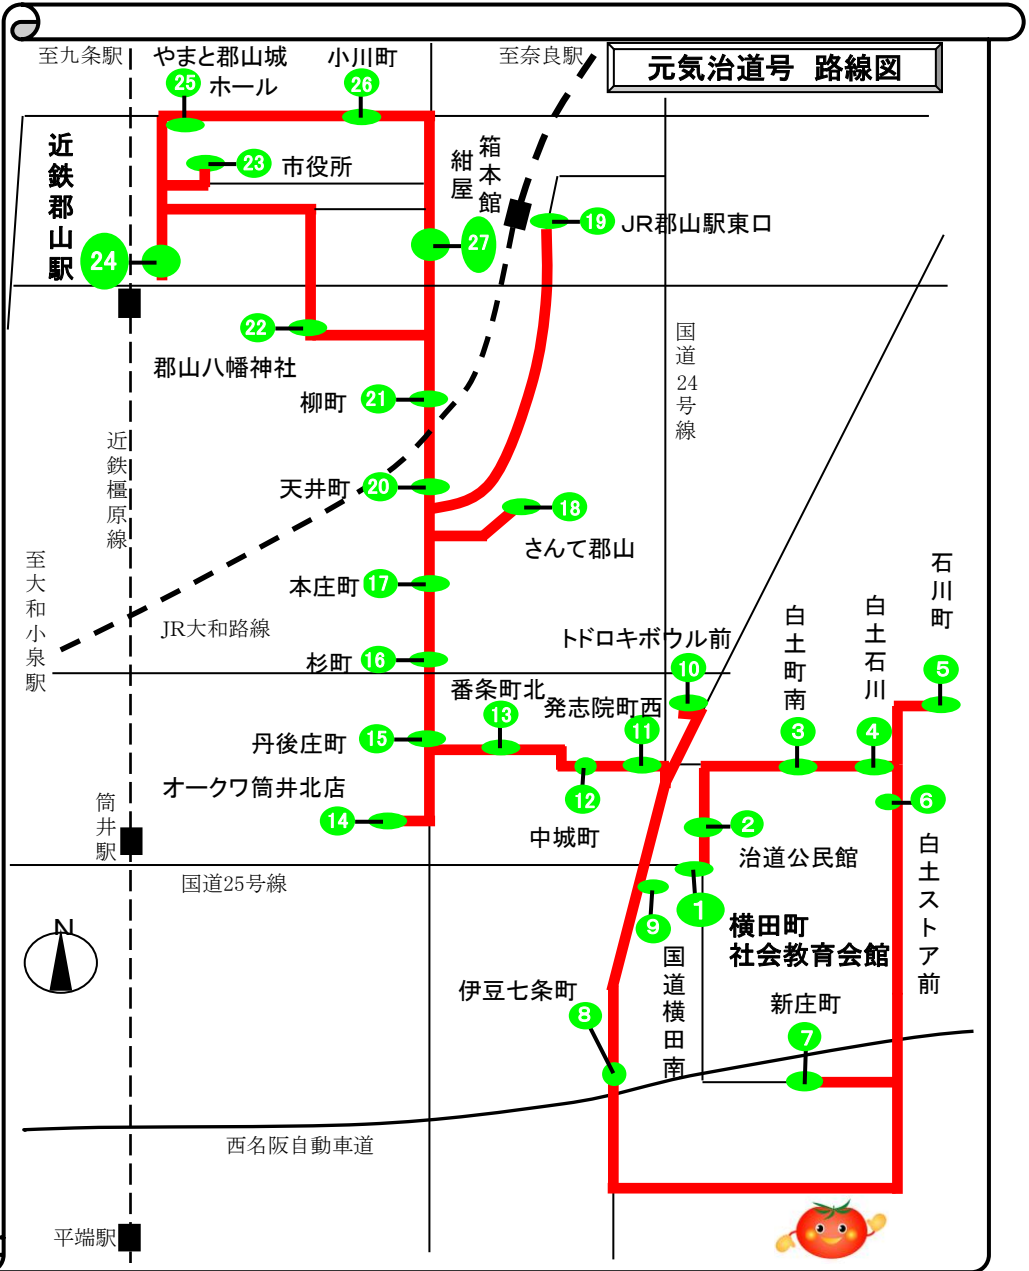 元気治道号 路線図
至九条駅
やまと郡山城
ホール
小川町
至奈良駅
25
26
近鉄郡山駅
23
市役所
箱本館
紺屋
19
JR郡山駅東口
24
27
22
郡山八幡神社
国道24号線
柳町
21
近鉄橿原線
天井町
20
18
さんて郡山
至大和小泉駅
本庄町
17
JR大和路線
杉町
16
トドロキボウル前
10
白土町南
白土石川
石川町
5
番条町北
13
発志院町西
11
3
4
丹後庄町
15
オークワ筒井北店
14
12
中城町
6
白土ストア前
2
治道公民館
筒井駅
国道25号線
1
横田町
社会教育会館
9
国道横田南
N
伊豆七条町
8
新庄町
7
西名阪自動車道
平端駅